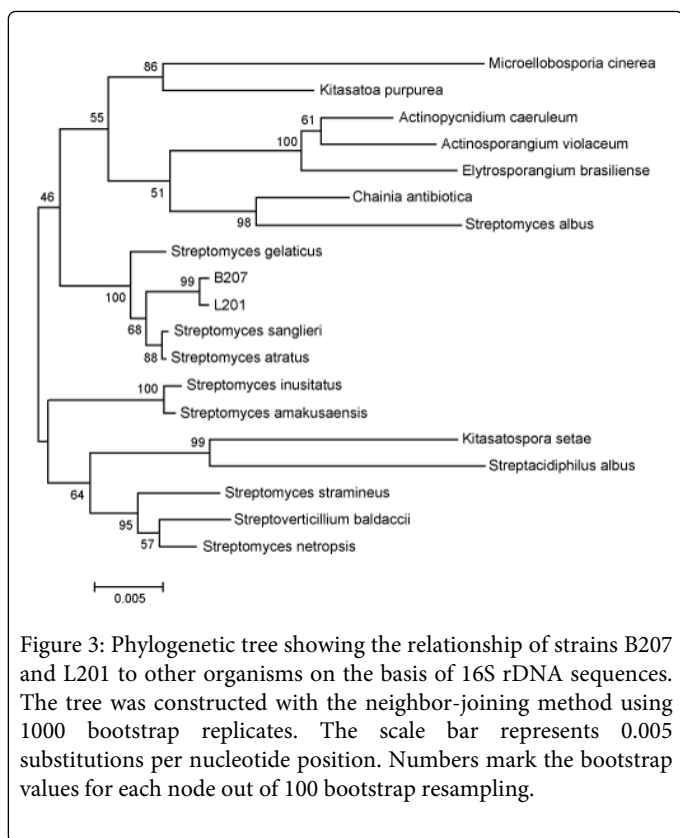 86
Microellobosporia cinerea
Kitasatoa purpurea
55
61
Actinopycnidium caeruleum
100
Actinosporangium violaceum
Elytrosporangium brasiliense
51
46
Chainia antibiotica
98
Streptomyces albus
Streptomyces gelaticus
99
B207
100
L201
68
Streptomyces sanglieri
88
Streptomyces atratus
100
Streptomyces inusitatus
Streptomyces amakusaensis
99
Kitasatospora setae
Streptacidiphilus albus
64
Streptomyces stramineus
95
Streptoverticillium baldaccii
57
Streptomyces netropsis
0.005
Figure 3: Phylogenetic tree showing the relationship of strains B207
and L201 to other organisms on the basis of 16S rDNA sequences.
The tree was constructed with the neighbor-joining method using
1000 bootstrap replicates. The scale bar represents 0.005
substitutions per nucleotide position. Numbers mark the bootstrap
values for each node out of 100 bootstrap resampling.